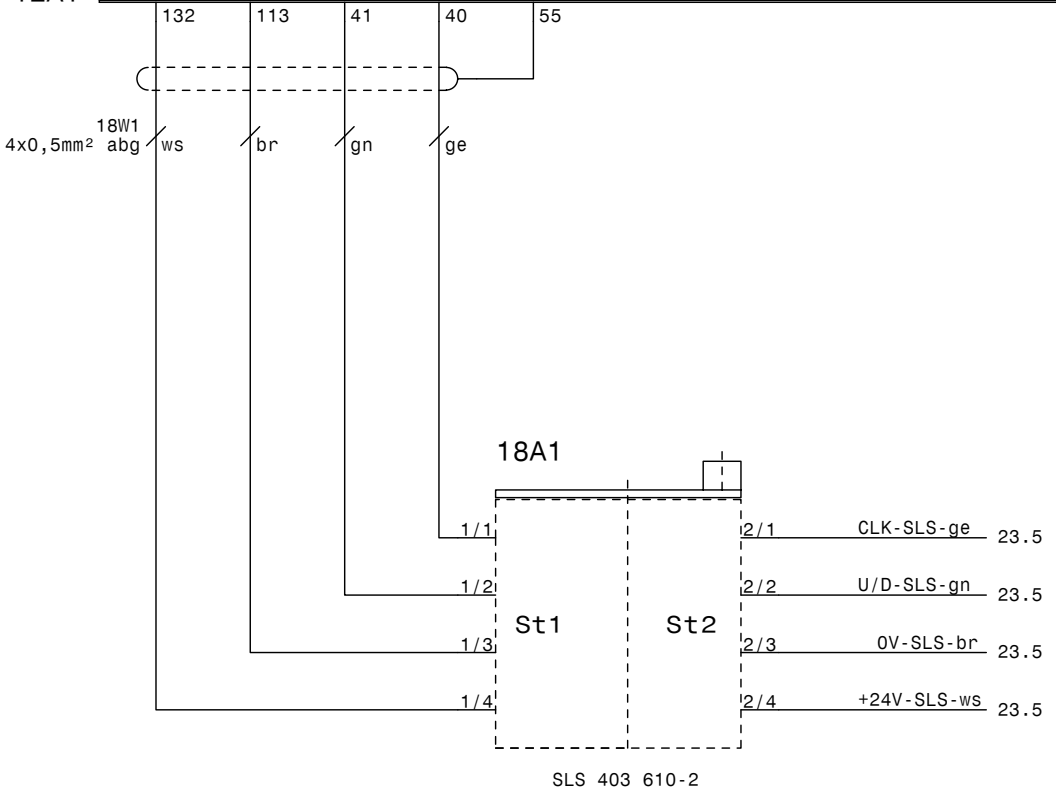 132 113 41 40 55
18W1
4x0,5mm² abg ws br gn ge
18A1
1/1 2/1 CLK-SLS-ge 23.5
1/2 2/2 U/D-SLS-gn 23.5
St1 St2
1/3 2/3 0V-SLS-br 23.5
1/4 2/4 +24V-SLS-ws 23.5
SLS 403 610-2